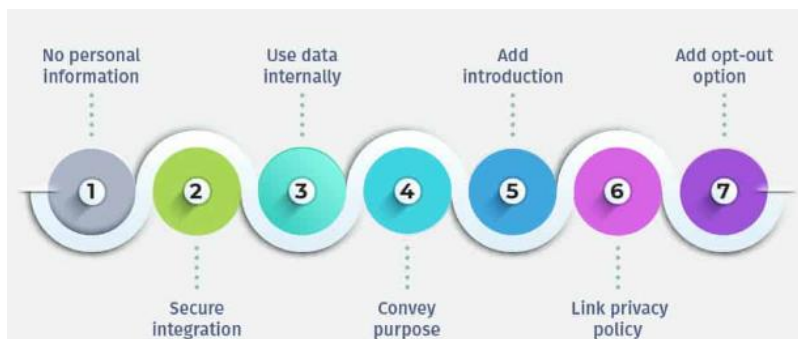 No personal
information
Use data
internally
Add
introduction
Add opt-out
option
1
2
3
4
5
6
7
Secure
integration
Convey
purpose
Link privacy
policy